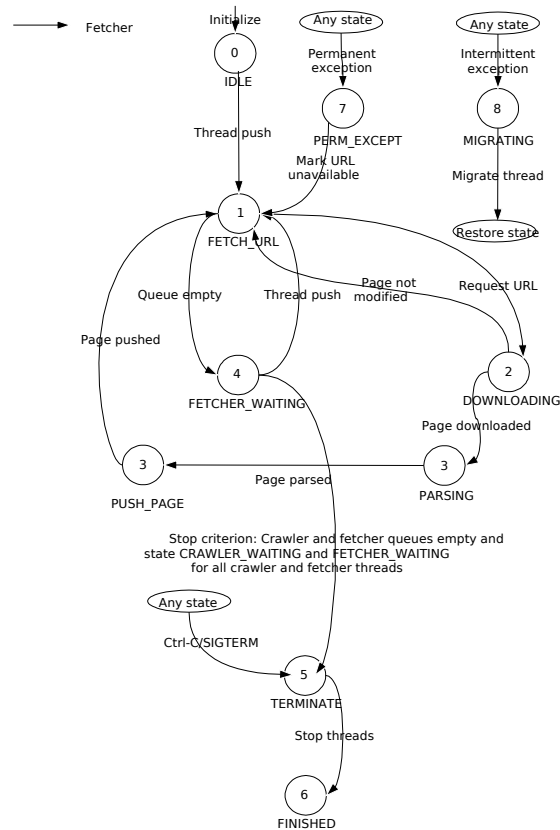 Fetcher
Initialize
Any state
Any state
0
IDLE
Permanent
exception
Intermittent
exception
7
PERM_EXCEPT
8
MIGRATING
Thread push
Mark URL
unavailable
Migrate thread
1
FETCH_URL
Restore state
Queue empty
Thread push
Page not
modified
Request URL
Page pushed
4
FETCHER_WAITING
2
DOWNLOADING
Page downloaded
3
PUSH_PAGE
Page parsed
3
PARSING
Stop criterion: Crawler and fetcher queues empty and
state CRAWLER_WAITING and FETCHER_WAITING
for all crawler and fetcher threads
Any state
Ctrl-C/SIGTERM
5
TERMINATE
Stop threads
6
FINISHED